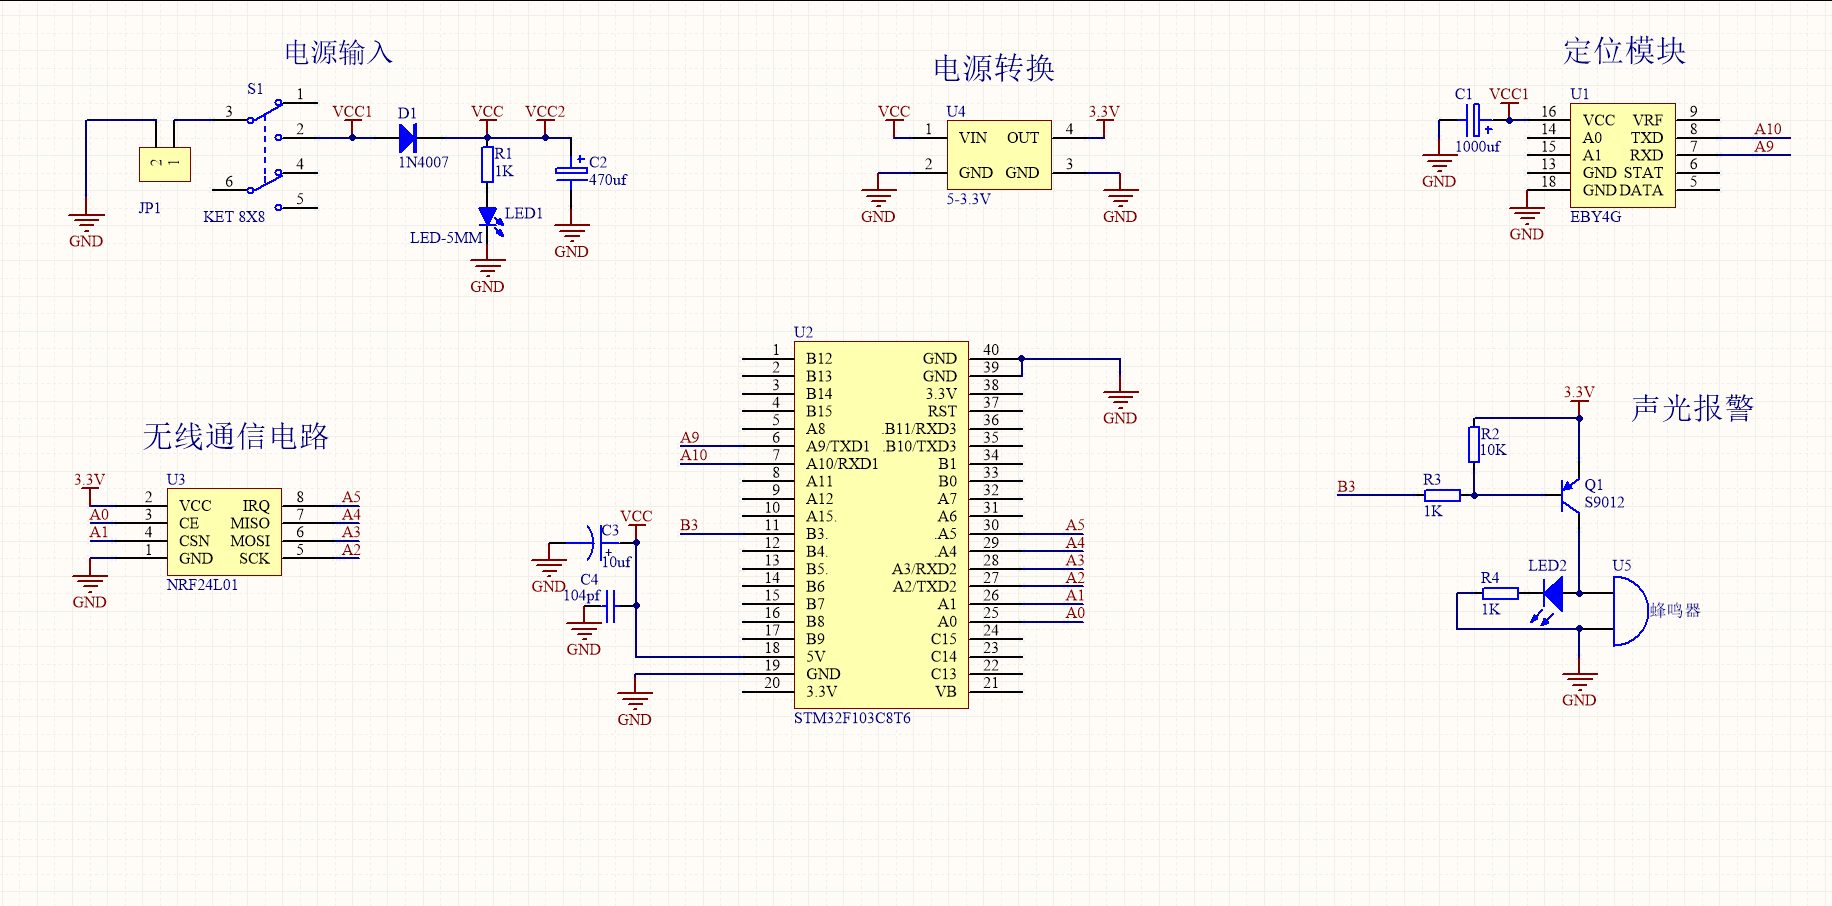 电源输入
S1
1
3
2
4
6
5
KET 8X8
2
1
JP1
GND
VCC1
D1
1N4007
VCC
VCC2
R1
1K
C2
470uf
LED1
LED-5MM
GND
GND
电源转换
VCC
U4
3.3V
1 VIN OUT 4
2 GND GND 3
5-3.3V
GND
GND
定位模块
C1
VCC1
U1
1000uf
GND
16 VCC VRF 9
14 A0 TXD 8 A10
15 A1 RXD 7 A9
13 GND STAT 6
18 GND DATA 5
EBY4G
GND
无线通信电路
3.3V
U3
2 VCC IRQ 8 A5
A0 3 CE MISO 7 A4
A1 4 CSN MOSI 6 A3
1 GND SCK 5 A2
NRF24L01
GND
U2
1 B12 GND 40
2 B13 GND 39
3 B14 3.3V 38
4 B15 RST 37
5 A8 .B11/RXD3 36
A9 6 A9/TXD1 .B10/TXD3 35
A10 7 A10/RXD1 B1 34
8 A11 B0 33
9 A12 A7 32
10 A15. A6 31
B3 11 B3. .A5 30 A5
12 B4. .A4 29 A4
13 B5. A3/RXD2 28 A3
14 B6 A2/TXD2 27 A2
15 B7 A1 26 A1
16 B8 A0 25 A0
17 B9 C15 24
18 5V C14 23
19 GND C13 22
20 3.3V VB 21
STM32F103C8T6
GND
VCC
C3
10uf
GND
C4
104pf
GND
GND
声光报警
3.3V
R2
10K
B3
R3
1K
Q1
S9012
LED2
U5
R4
1K
蜂鸣器
GND